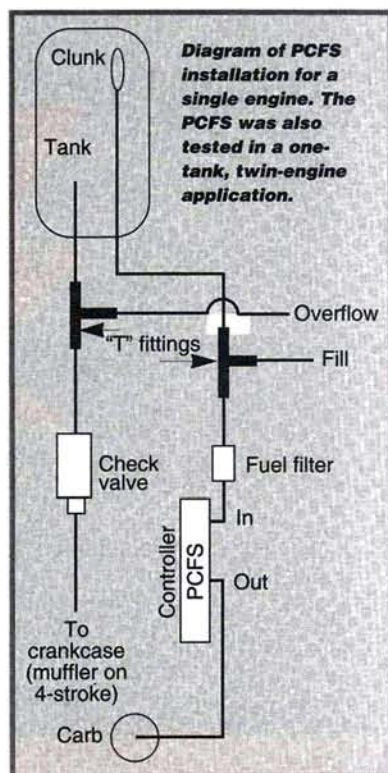 Diagram of PCFS
installation for a
single engine. The
PCFS was also
tested in a one-
tank, twin-engine
application.
Clunk
Tank
Overflow
"T" fittings
Fill
Check
valve
Fuel filter
In
Controller
PCFS
Out
To
crankcase
(muffler on
4-stroke)
Carb